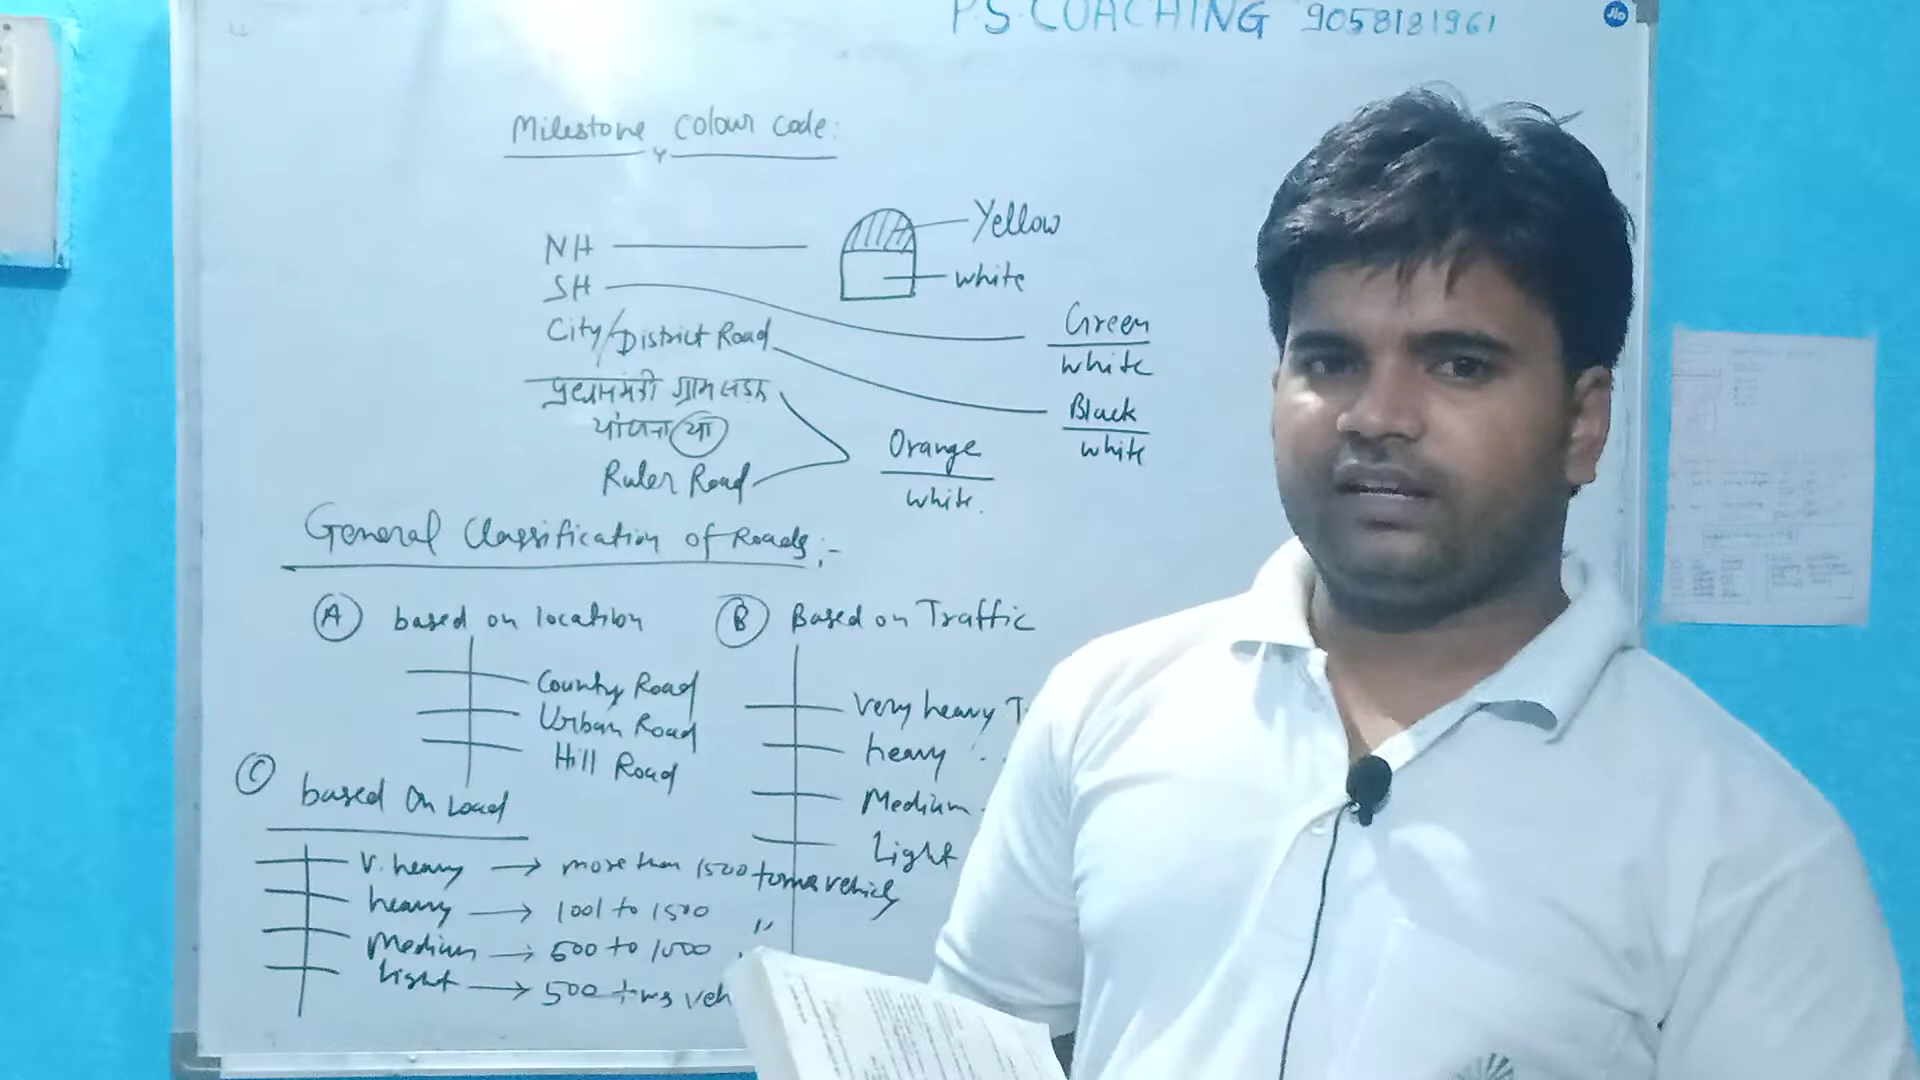 P.S. COACHING 9058181961
Jio
Milestone Colour Code:
NH
Yellow
white
SH
Green
white
City/District Road
Black
white
प्रधानमंत्री ग्राम सड़क
योजना या
Ruler Road
Orange
white.
General Classification of Roads:-
A based on location
County Road
Urban Road
Hill Road
B Based on Traffic
Very heavy T
heavy
Medium
Light
C based On Load
V. heavy → more than 1500 tonne vehicle
heavy → 1001 to 1500 "
Medium → 500 to 1000
light → 500 tons veh